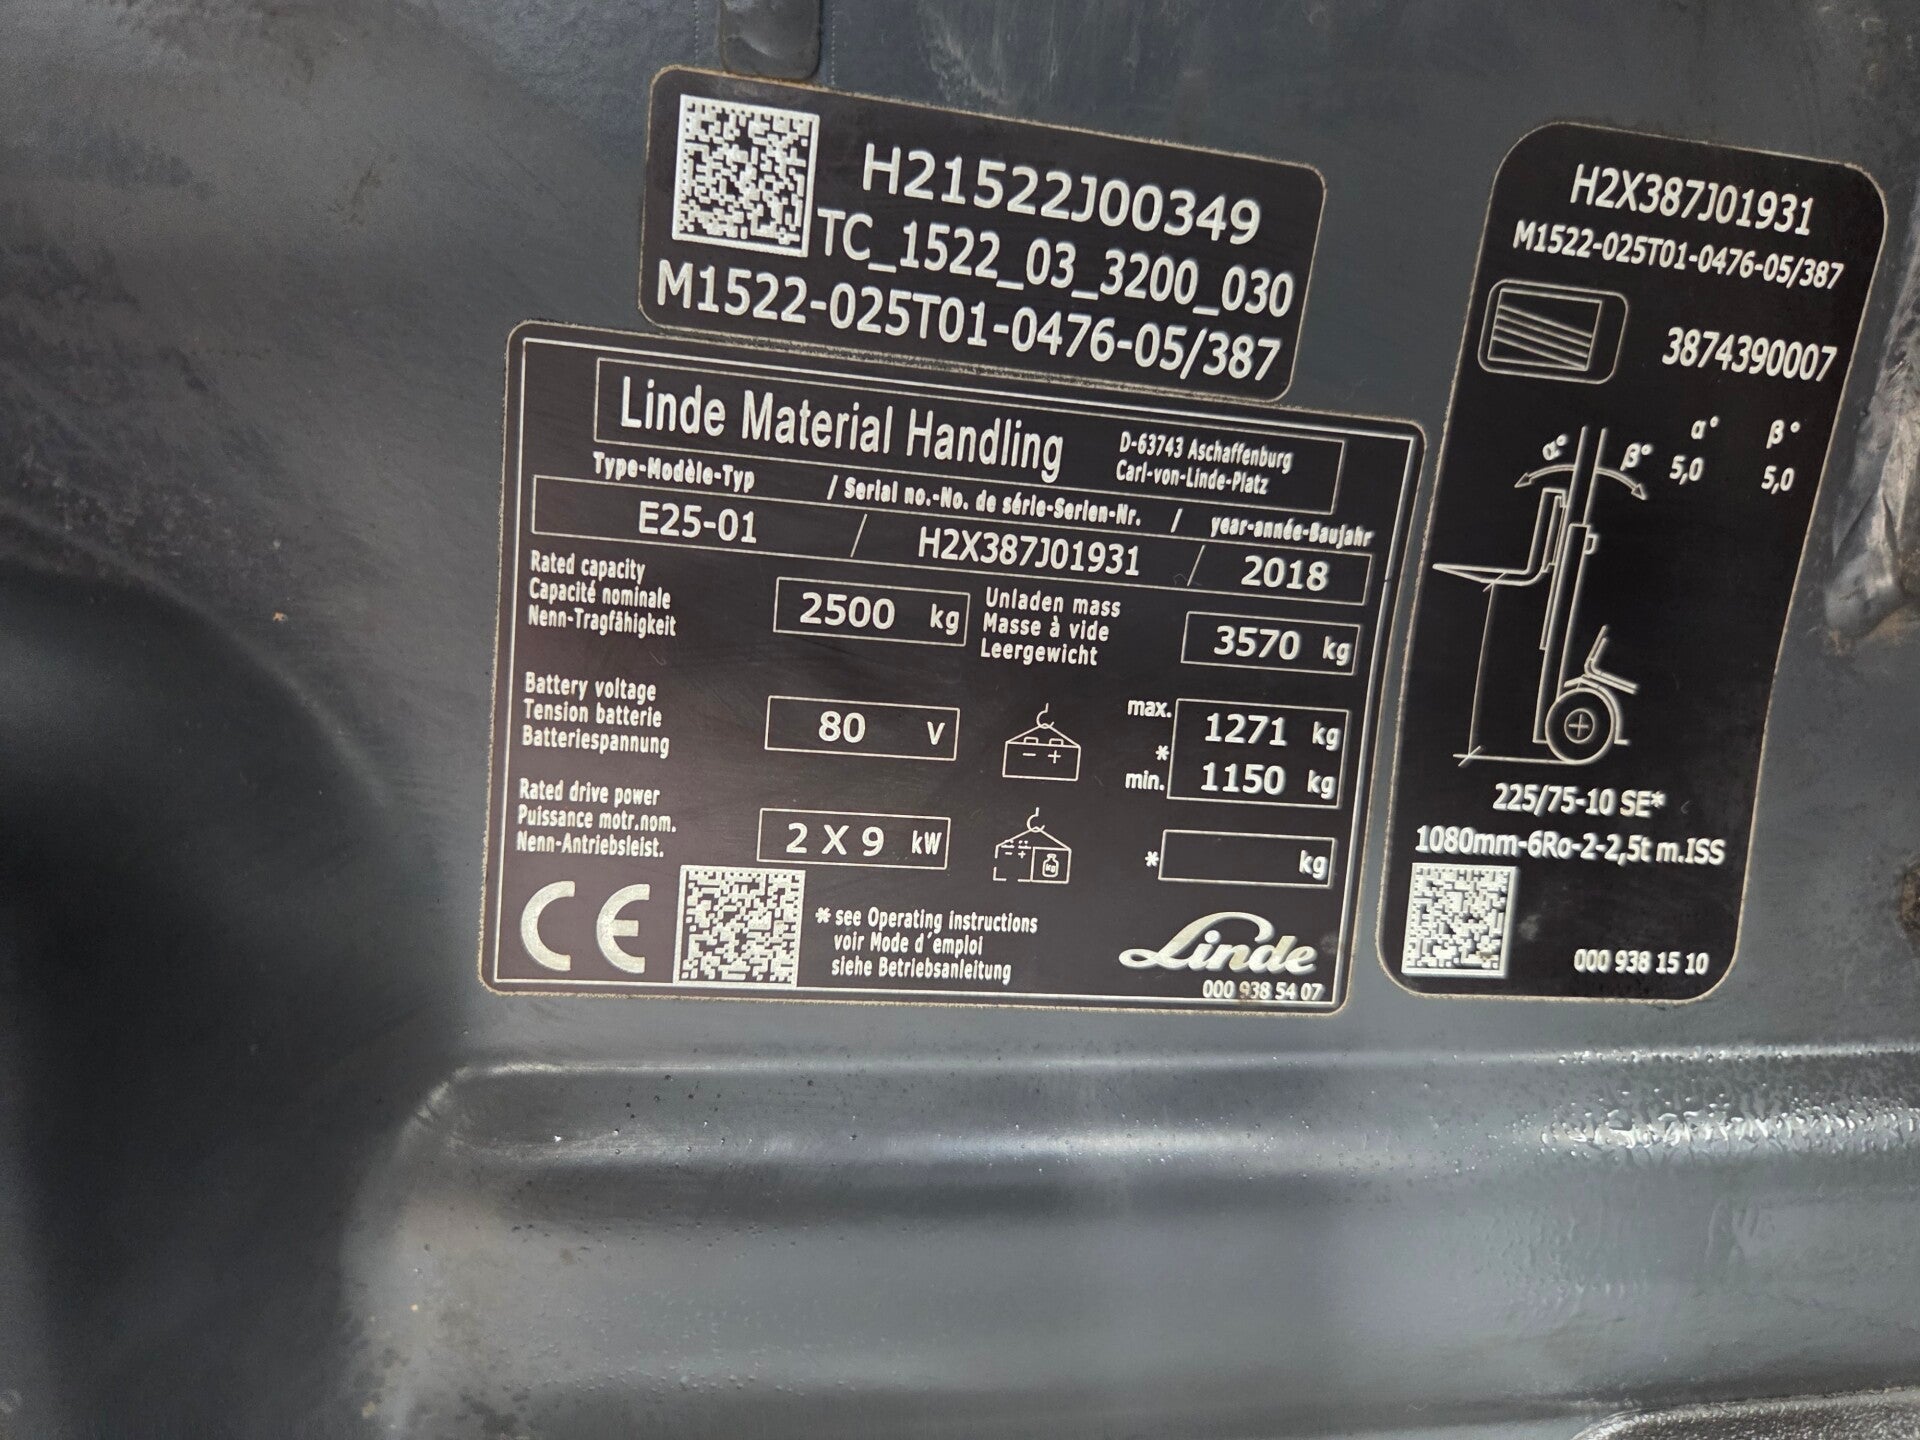 H21522J00349
TC_1522_03_3200_030
M1522-025T01-0476-05/387
Linde Material Handling
D-63743 Aschaffenburg
Carl-von-Linde-Platz
Type-Modèle-Typ / Serial no.-No. de série-Serien-Nr. / year-année-Baujahr
E25-01 / H2X387J01931 / 2018
Rated capacity
Capacité nominale
Nenn-Tragfähigkeit
2500 kg
Unladen mass
Masse à vide
Leergewicht
3570 kg
Battery voltage
Tension batterie
Batteriespannung
80 V
- +
max. 1271 kg
*
min. 1150 kg
Rated drive power
Puissance motr.nom.
Nenn-Antriebsleist.
2 X 9 kW
- +
kg
* kg
CE
* see Operating instructions
voir Mode d'emploi
siehe Betriebsanleitung
Linde
000 938 54 07
H2X387J01931
M1522-025T01-0476-05/387
3874390007
α° β°
α° β° 5,0 5,0
225/75-10 SE*
1080mm-6Ro-2-2,5t m.ISS
000 938 15 10